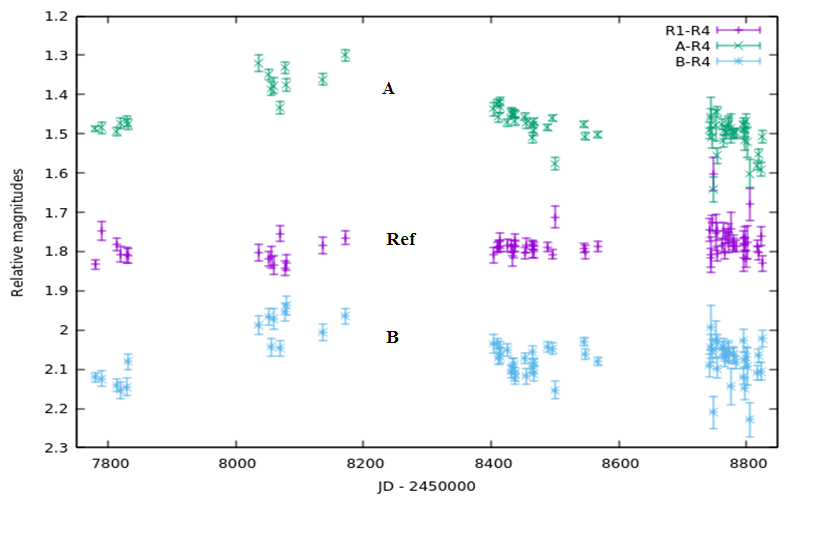 1.2
R1-R4
A-R4
B-R4
1.3
1.4
A
1.5
1.6
1.7
1.8
Ref
1.9
2
B
2.1
2.2
2.3
7800 8000 8200 8400 8600 8800
JD - 2450000
Relative magnitudes